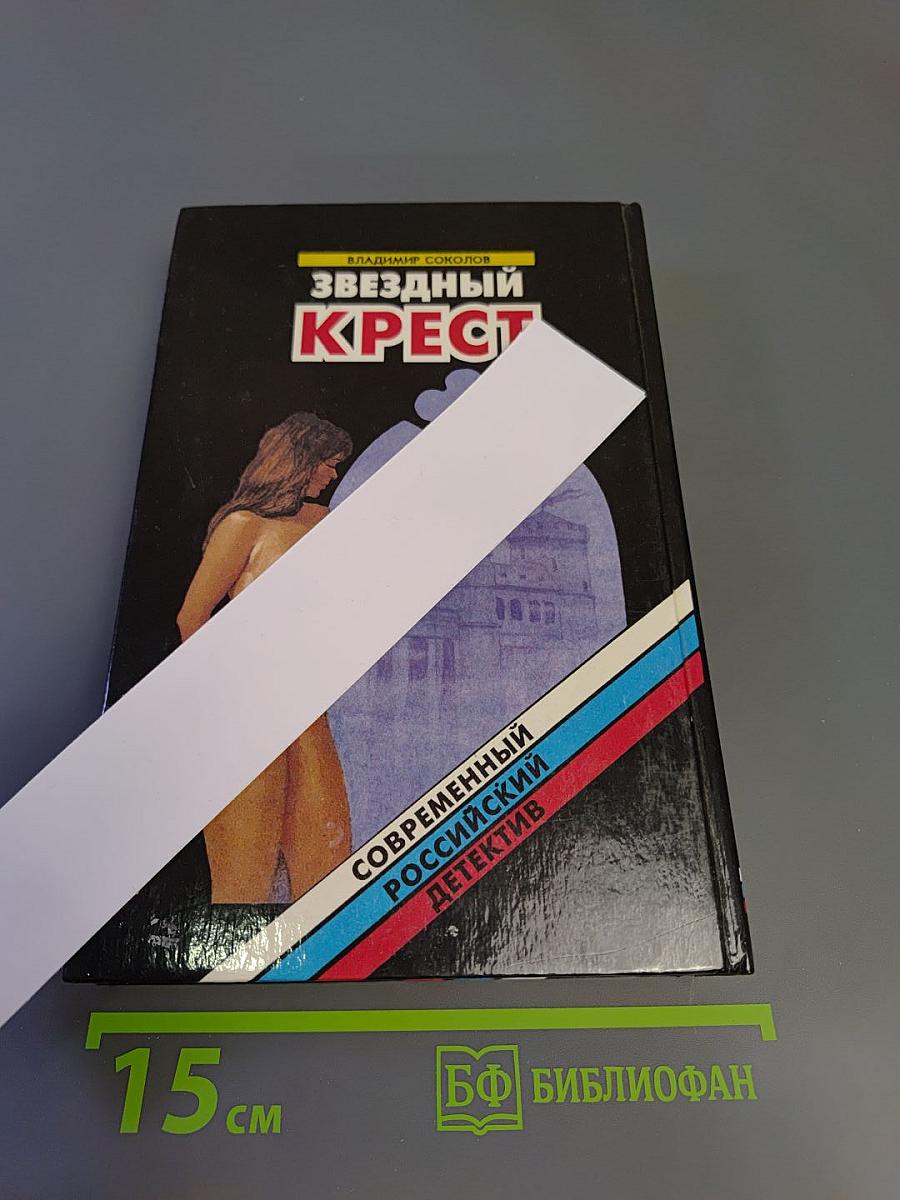 ВЛАДИМИР СОКОЛОВ
ЗВЕЗДНЫЙ
КРЕСТ
СОВРЕМЕННЫЙ
РОССИЙСКИЙ
ДЕТЕКТИВ
15 см
БФ БИБЛИОФАН